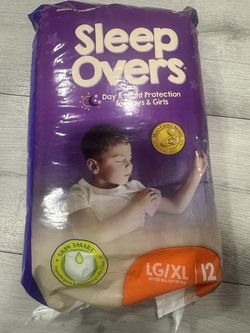 Sleep
Overs
Day & Night Protection
for Boys & Girls
SKIN SMART
LG/XL
12